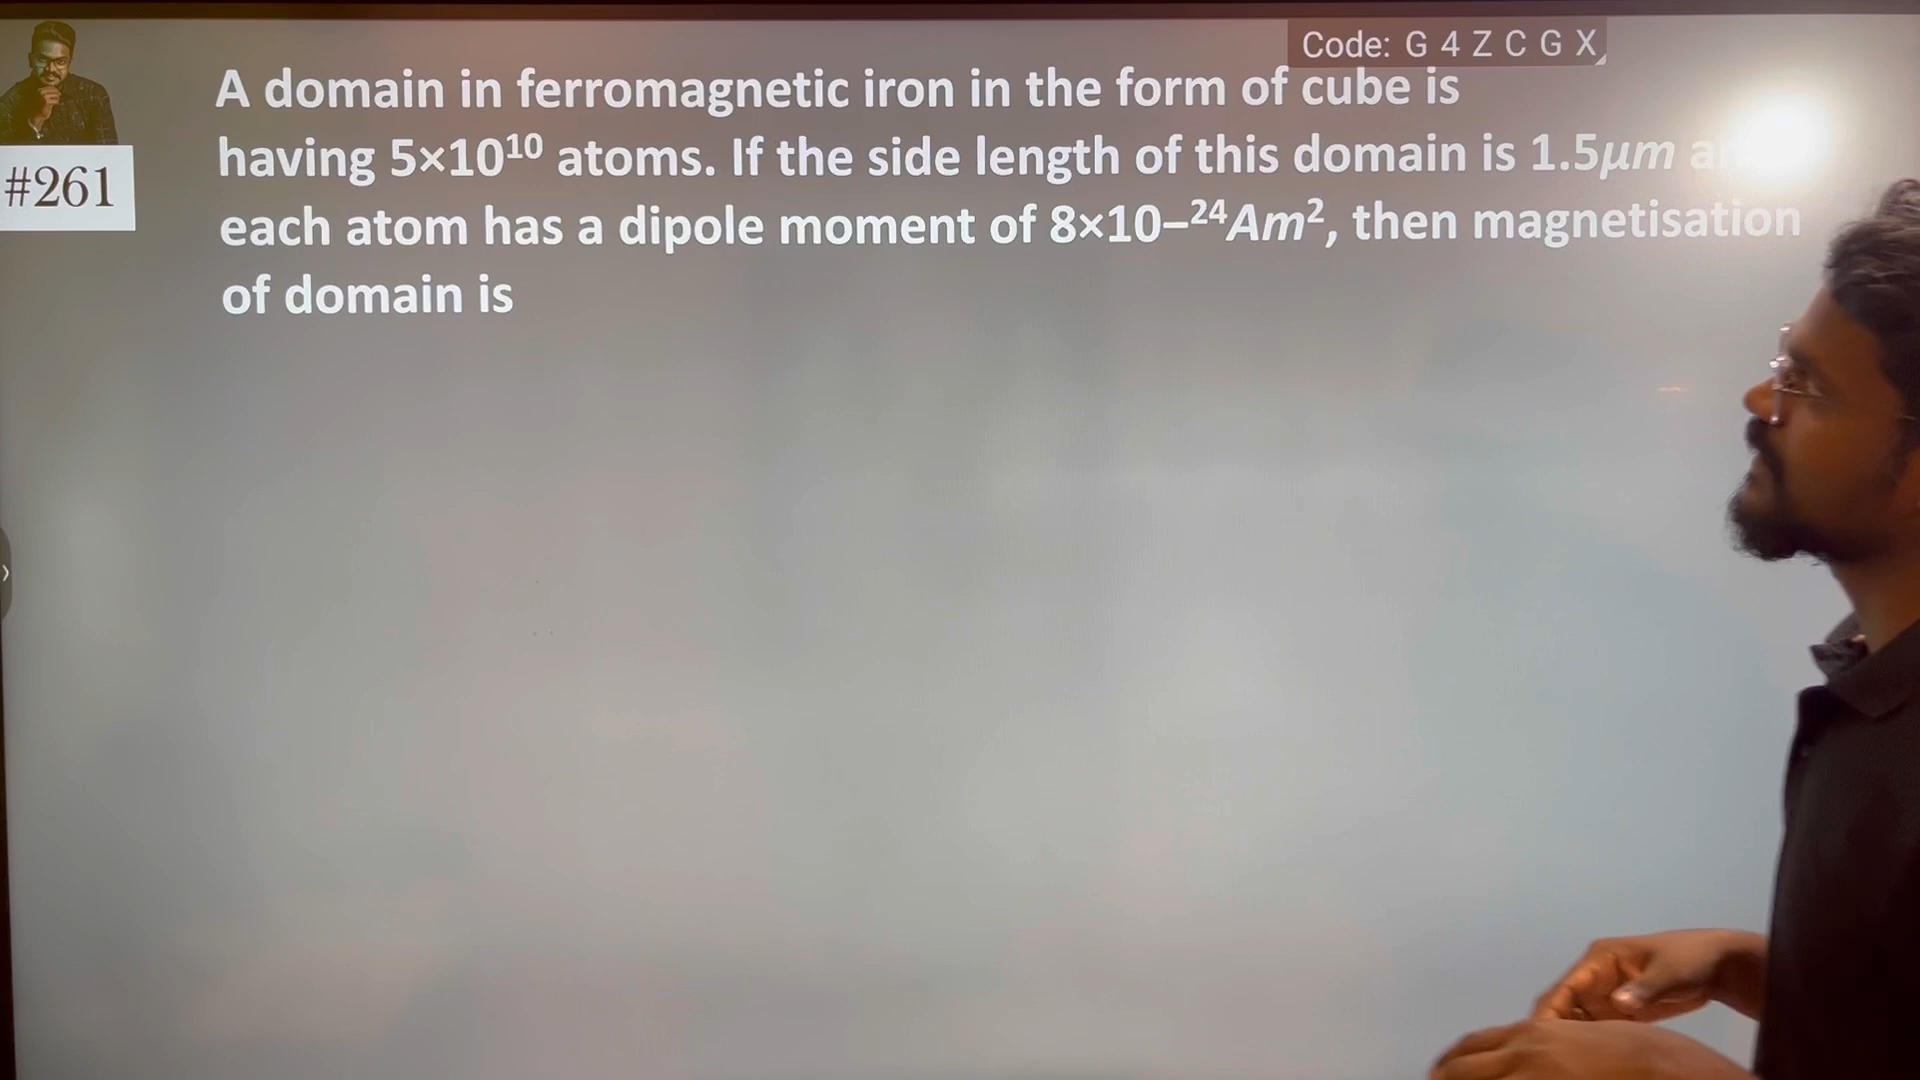 Code: G 4 Z C G X
A domain in ferromagnetic iron in the form of cube is
having 5×10¹⁰ atoms. If the side length of this domain is 1.5μm
#261
each atom has a dipole moment of 8×10–²⁴Am², then magnetisation
of domain is